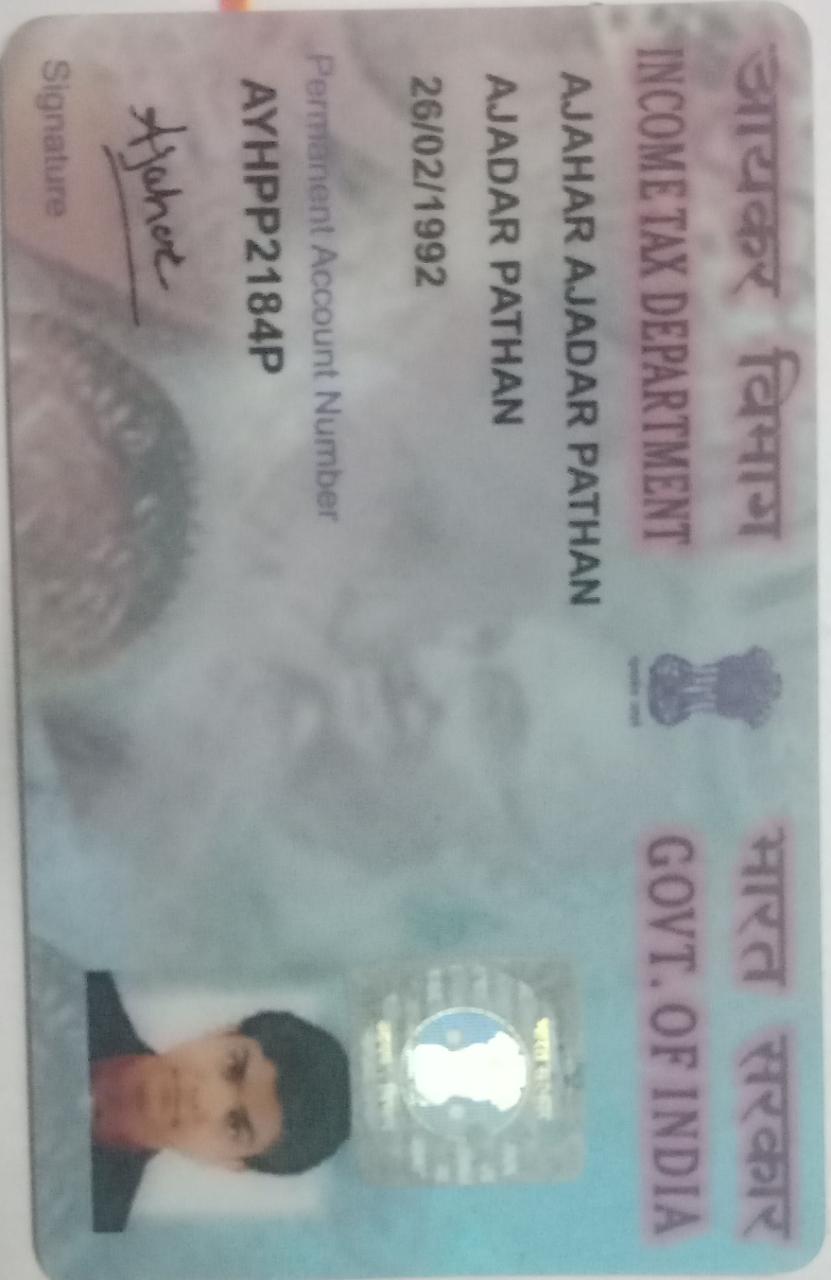 आयकर विभाग
INCOME TAX DEPARTMENT
भारत सरकार
GOVT. OF INDIA
AJAHAR AJADAR PATHAN
AJADAR PATHAN
26/02/1992
Permanent Account Number
AYHPP2184P
Ajahar
Signature